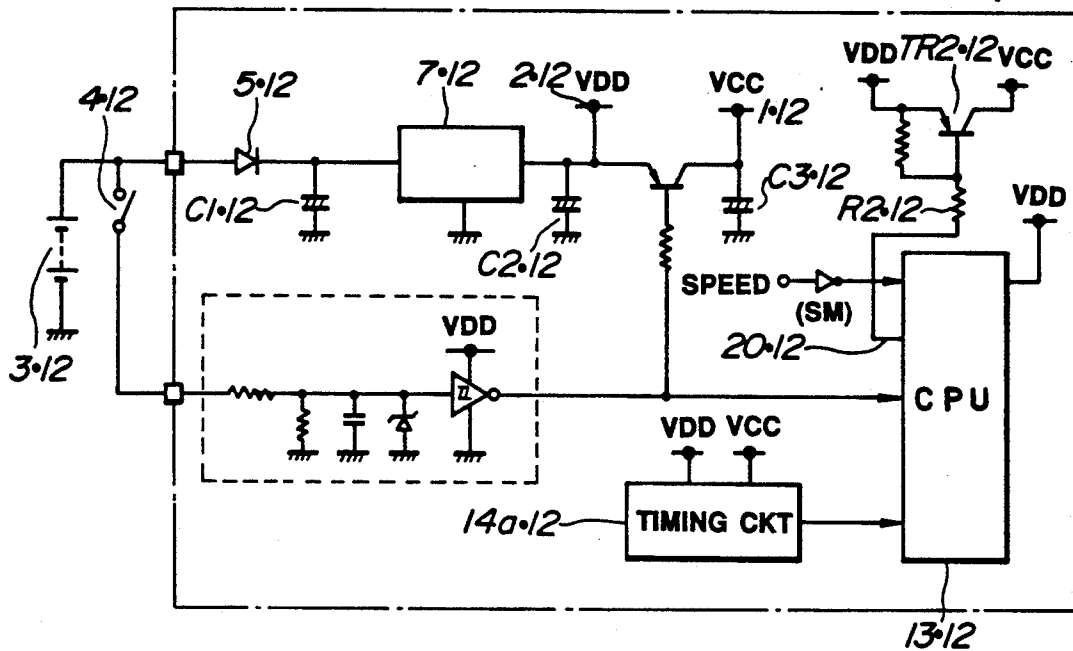 VDD TR2·12 VCC
4·12 5·12 7·12 2·12 VDD VCC
1·12
C1·12 C2·12 C3·12
R2·12 VDD
SPEED (SM)
3·12 VDD 20·12
CPU
VDD VCC
14a·12 TIMING CKT
13·12